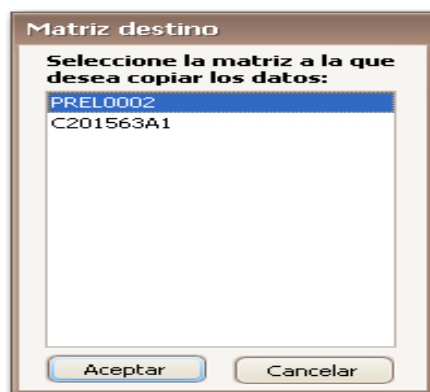 Matriz destino
Seleccione la matriz a la que
desea copiar los datos:
PREL0002
C201563A1
Aceptar
Cancelar